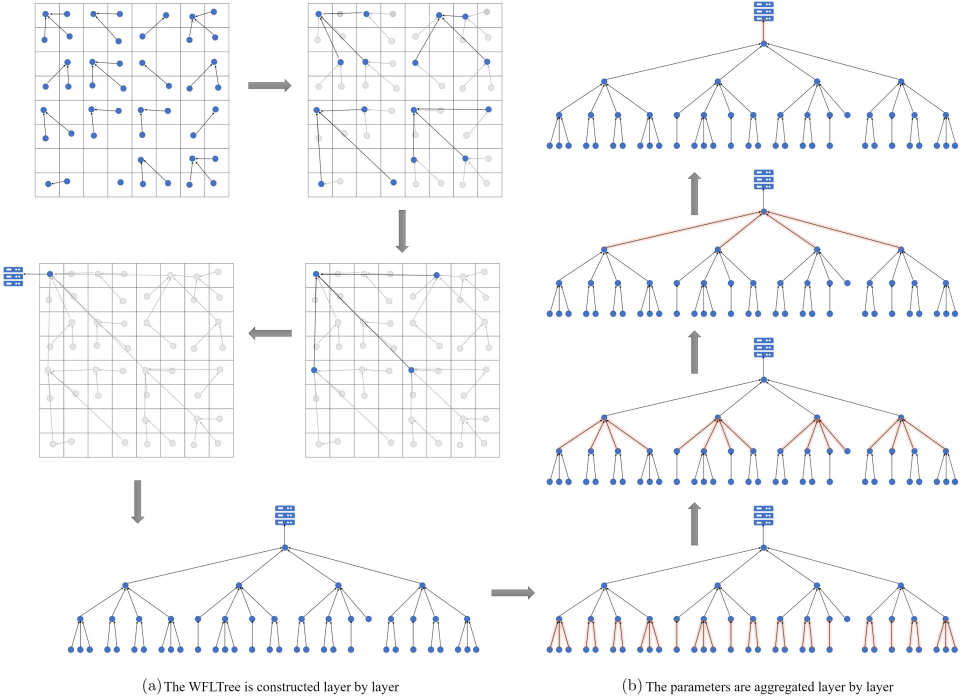 (a) The WFLTree is constructed layer by layer
(b) The parameters are aggregated layer by layer